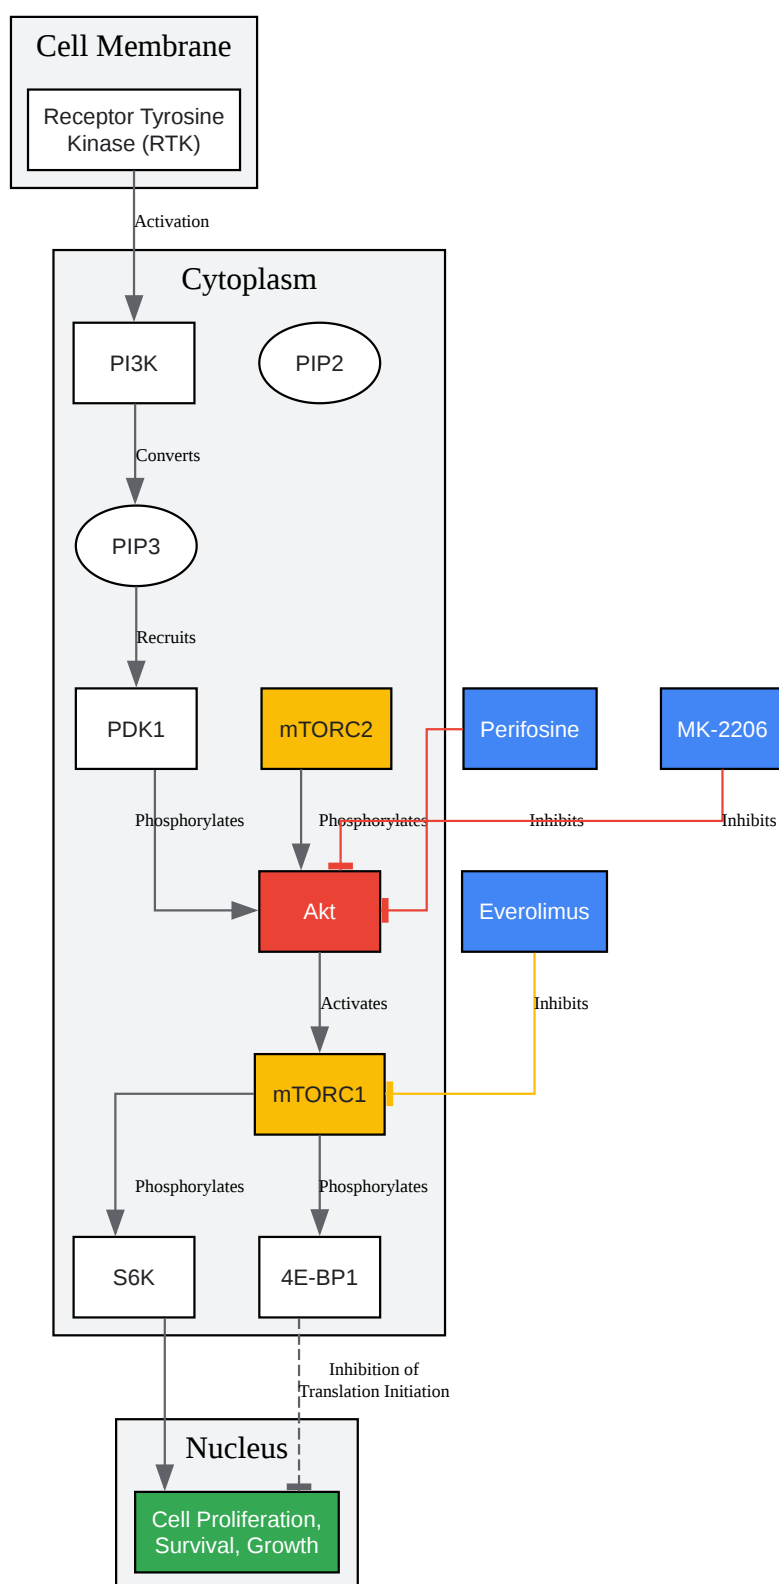 Cell Membrane
Receptor Tyrosine
Kinase (RTK)
Activation
Cytoplasm
PI3K
PIP2
Converts
PIP3
Recruits
PDK1
mTORC2
Perifosine
MK-2206
Phosphorylates
Phosphorylates
Inhibits
Inhibits
Akt
Everolimus
Activates
Inhibits
mTORC1
Phosphorylates
Phosphorylates
S6K
4E-BP1
Inhibition of
Translation Initiation
Nucleus
Cell Proliferation,
Survival, Growth